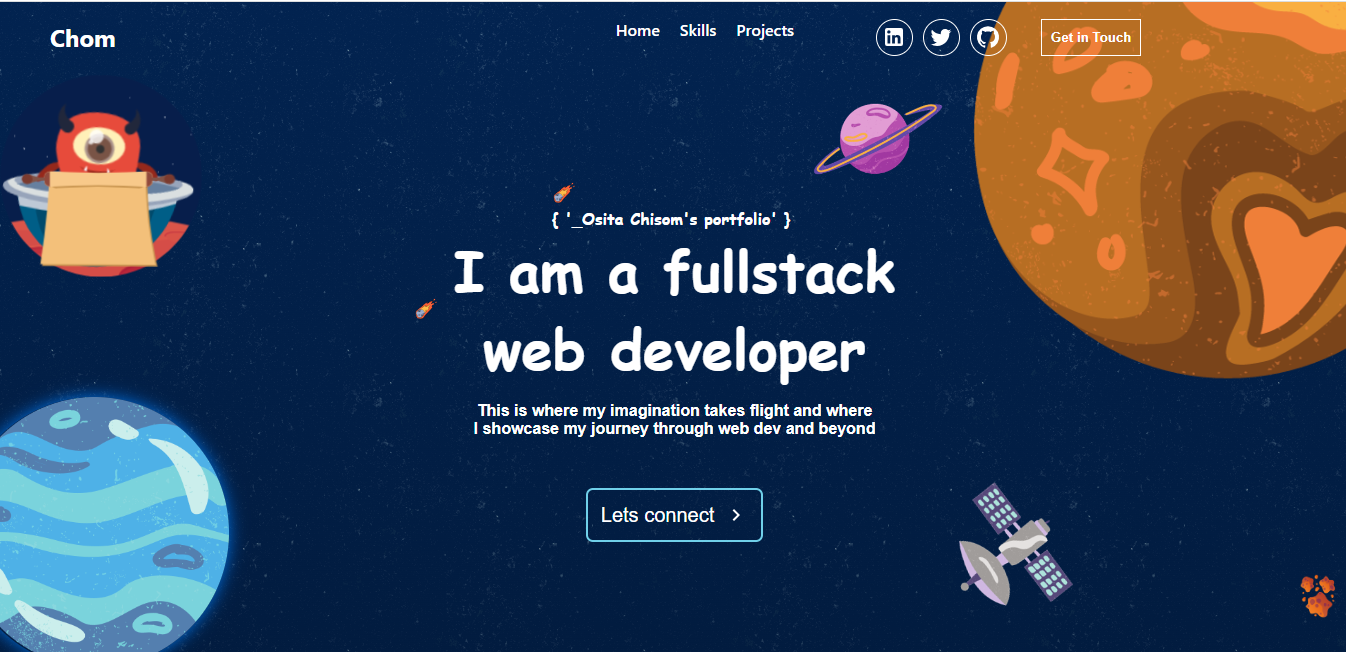 Chom
Home Skills Projects
Get in Touch
{ '_Osita Chisom's portfolio' }
I am a fullstack
web developer
This is where my imagination takes flight and where
I showcase my journey through web dev and beyond
Lets connect